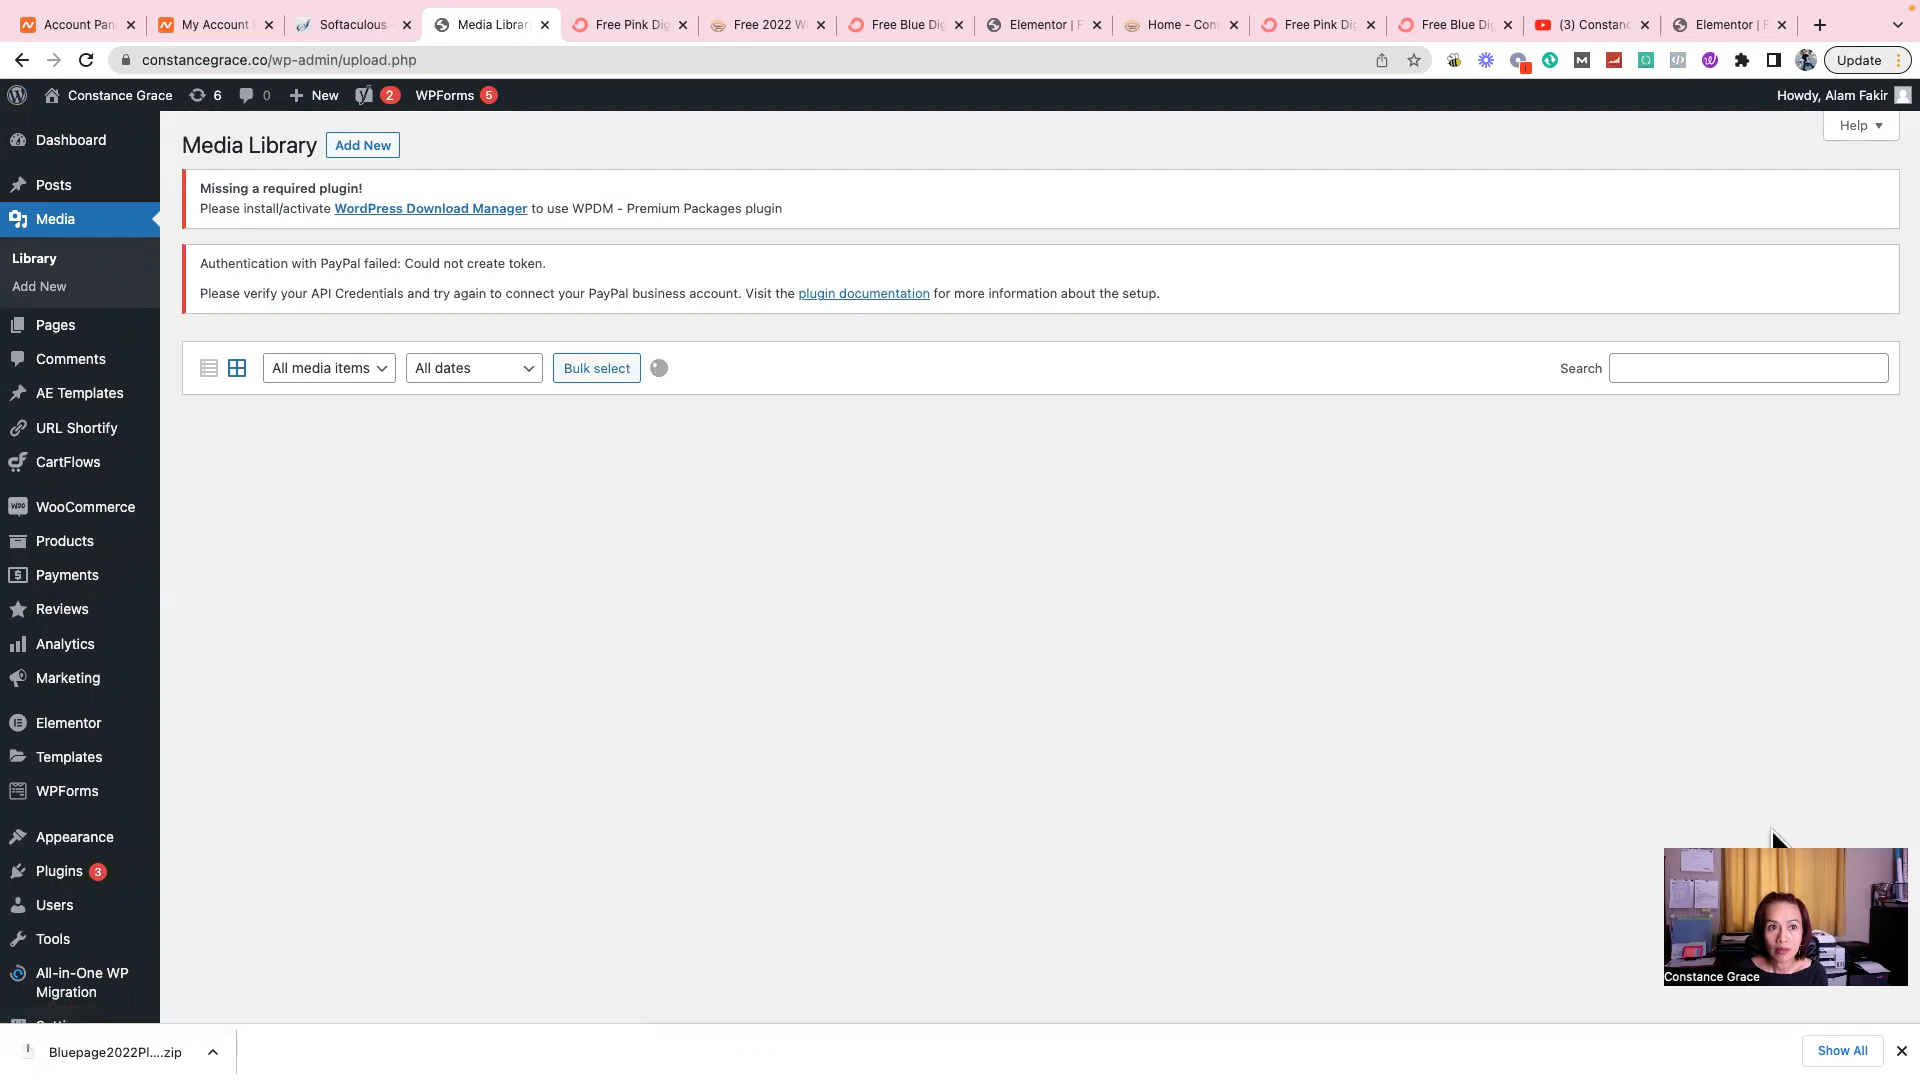 Account Pan
My Account
Softaculous -
Media Librar
Free Pink Dig
Free 2022 W
Free Blue Dig
Elementor | F
Home - Con
Free Pink Dig
Free Blue Dig
(3) Constanc
Elementor | F
constancegrace.co/wp-admin/upload.php
Update
Constance Grace
6
0
New
2
WPForms 5
Howdy, Alam Fakir
Dashboard
Posts
Media
Library
Add New
Pages
Comments
AE Templates
URL Shortify
CartFlows
WooCommerce
Products
Payments
Reviews
Analytics
Marketing
Elementor
Templates
WPForms
Appearance
Plugins 3
Users
Tools
All-in-One WP
Migration
Help
Media Library
Add New
Missing a required plugin!
Please install/activate WordPress Download Manager to use WPDM - Premium Packages plugin
Authentication with PayPal failed: Could not create token.
Please verify your API Credentials and try again to connect your PayPal business account. Visit the plugin documentation for more information about the setup.
All media items
All dates
Bulk select
Search
Constance Grace
Bluepage2022Pl....zip
Show All